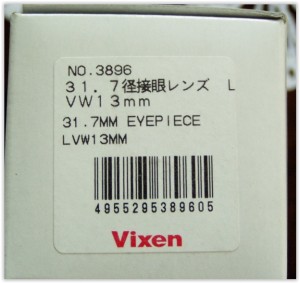 NO.3896
31.7径接眼レンズ L
VW13mm
31.7MM EYEPIECE
LVW13MM
4955295389605
Vixen